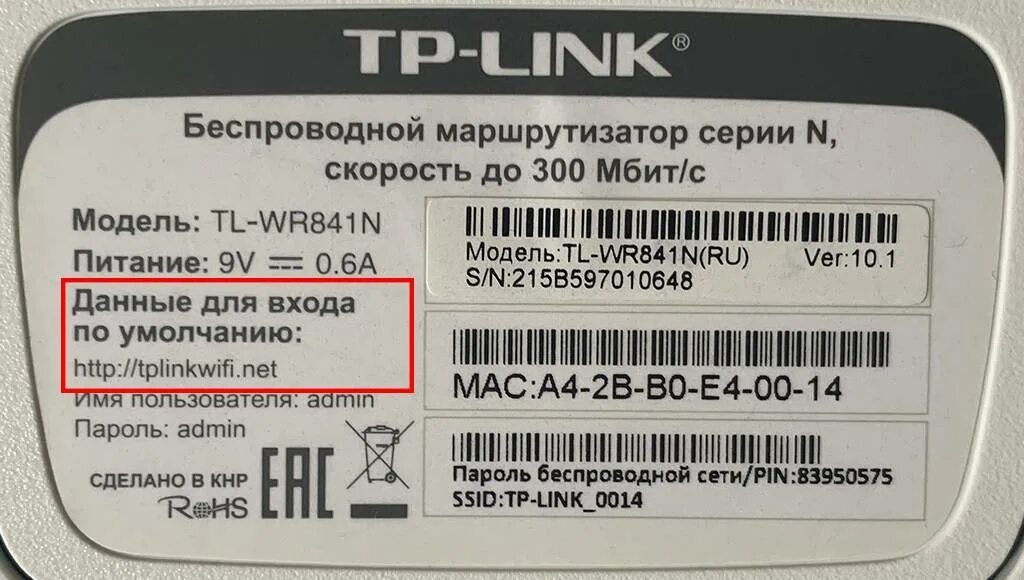 TP-LINK®
Беспроводной маршрутизатор серии N,
скорость до 300 Мбит/с
Модель: TL-WR841N
Питание: 9V ⎓ 0.6A
Данные для входа
по умолчанию:
http://tplinkwifi.net
Имя пользователя: admin
Пароль: admin
СДЕЛАНО В КНР
RoHS
EAC
Модель:TL-WR841N(RU) Ver:10.1
S/N:215B597010648
MAC:A4-2B-B0-E4-00-14
Пароль беспроводной сети/PIN:83950575
SSID:TP-LINK_0014